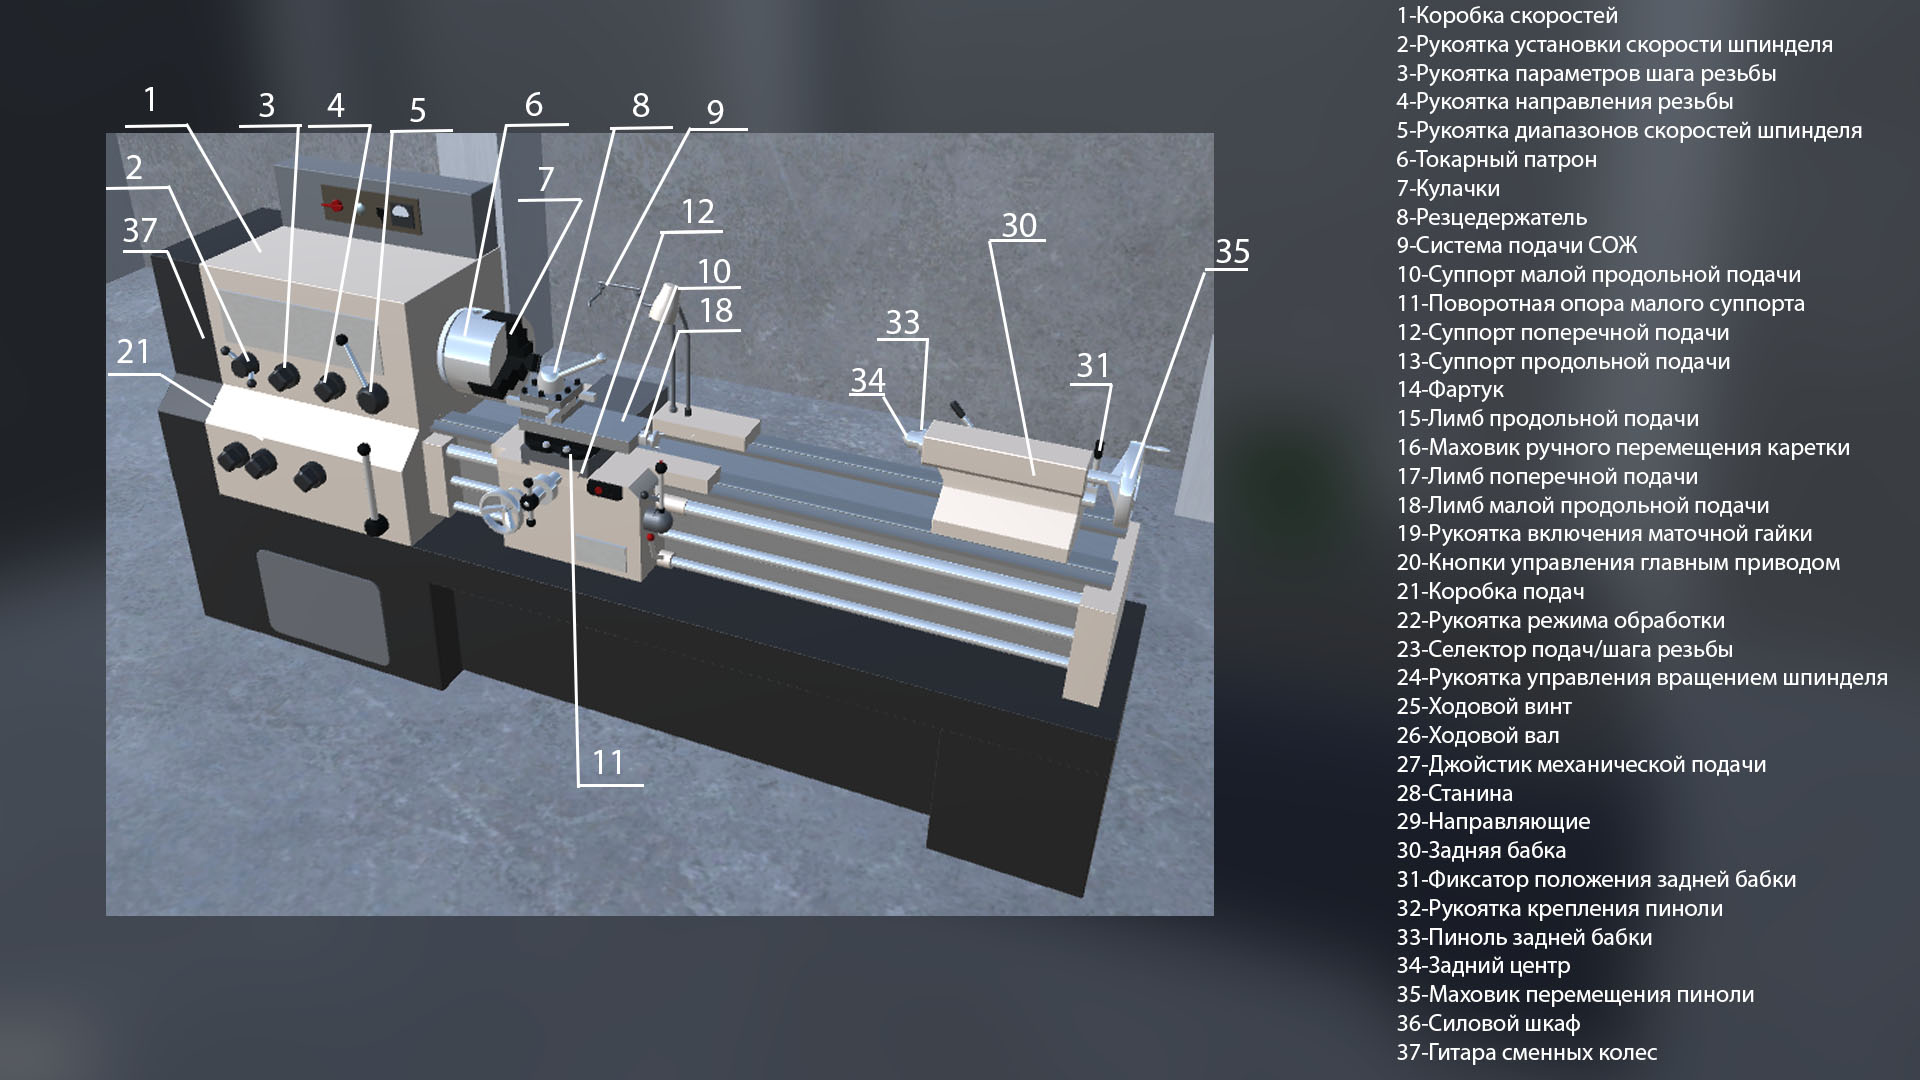 1
3
4
5
6
8
9
2
7
12
37
30
35
10
18
33
21
34
31
11
1-Коробка скоростей
2-Рукоятка установки скорости шпинделя
3-Рукоятка параметров шага резьбы
4-Рукоятка направления резьбы
5-Рукоятка диапазонов скоростей шпинделя
6-Токарный патрон
7-Кулачки
8-Резцедержатель
9-Система подачи СОЖ
10-Суппорт малой продольной подачи
11-Поворотная опора малого суппорта
12-Суппорт поперечной подачи
13-Суппорт продольной подачи
14-Фартук
15-Лимб продольной подачи
16-Маховик ручного перемещения каретки
17-Лимб поперечной подачи
18-Лимб малой продольной подачи
19-Рукоятка включения маточной гайки
20-Кнопки управления главным приводом
21-Коробка подач
22-Рукоятка режима обработки
23-Селектор подач/шага резьбы
24-Рукоятка управления вращением шпинделя
25-Ходовой винт
26-Ходовой вал
27-Джойстик механической подачи
28-Станина
29-Направляющие
30-Задняя бабка
31-Фиксатор положения задней бабки
32-Рукоятка крепления пиноли
33-Пиноль задней бабки
34-Задний центр
35-Маховик перемещения пиноли
36-Силовой шкаф
37-Гитара сменных колес